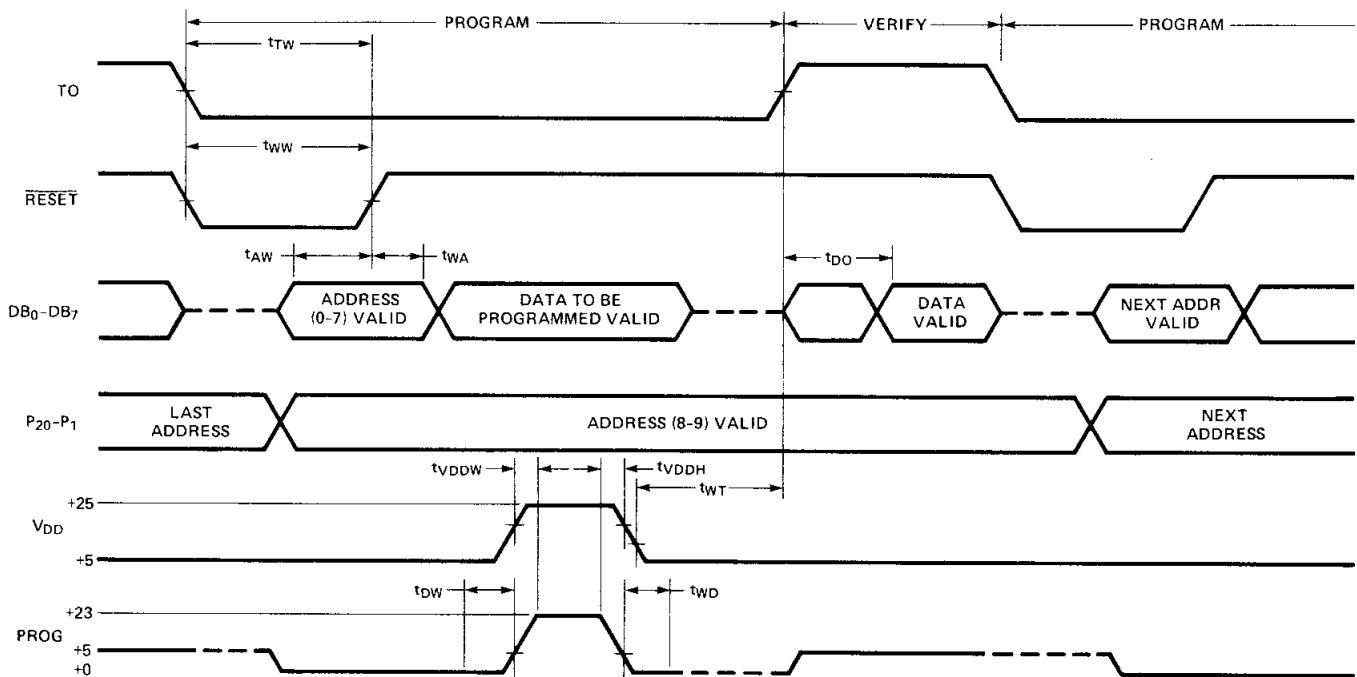 PROGRAM VERIFY PROGRAM
tTW
TO
tWW
RESET
tAW tWA tDO
DB0-DB7 ADDRESS (0-7) VALID DATA TO BE PROGRAMMED VALID DATA VALID NEXT ADDR VALID
P20-P1 LAST ADDRESS ADDRESS (8-9) VALID NEXT ADDRESS
tVDDW tVDDH
tWT
+25
VDD
+5
tDW tWD
+23
PROG
+5
+0